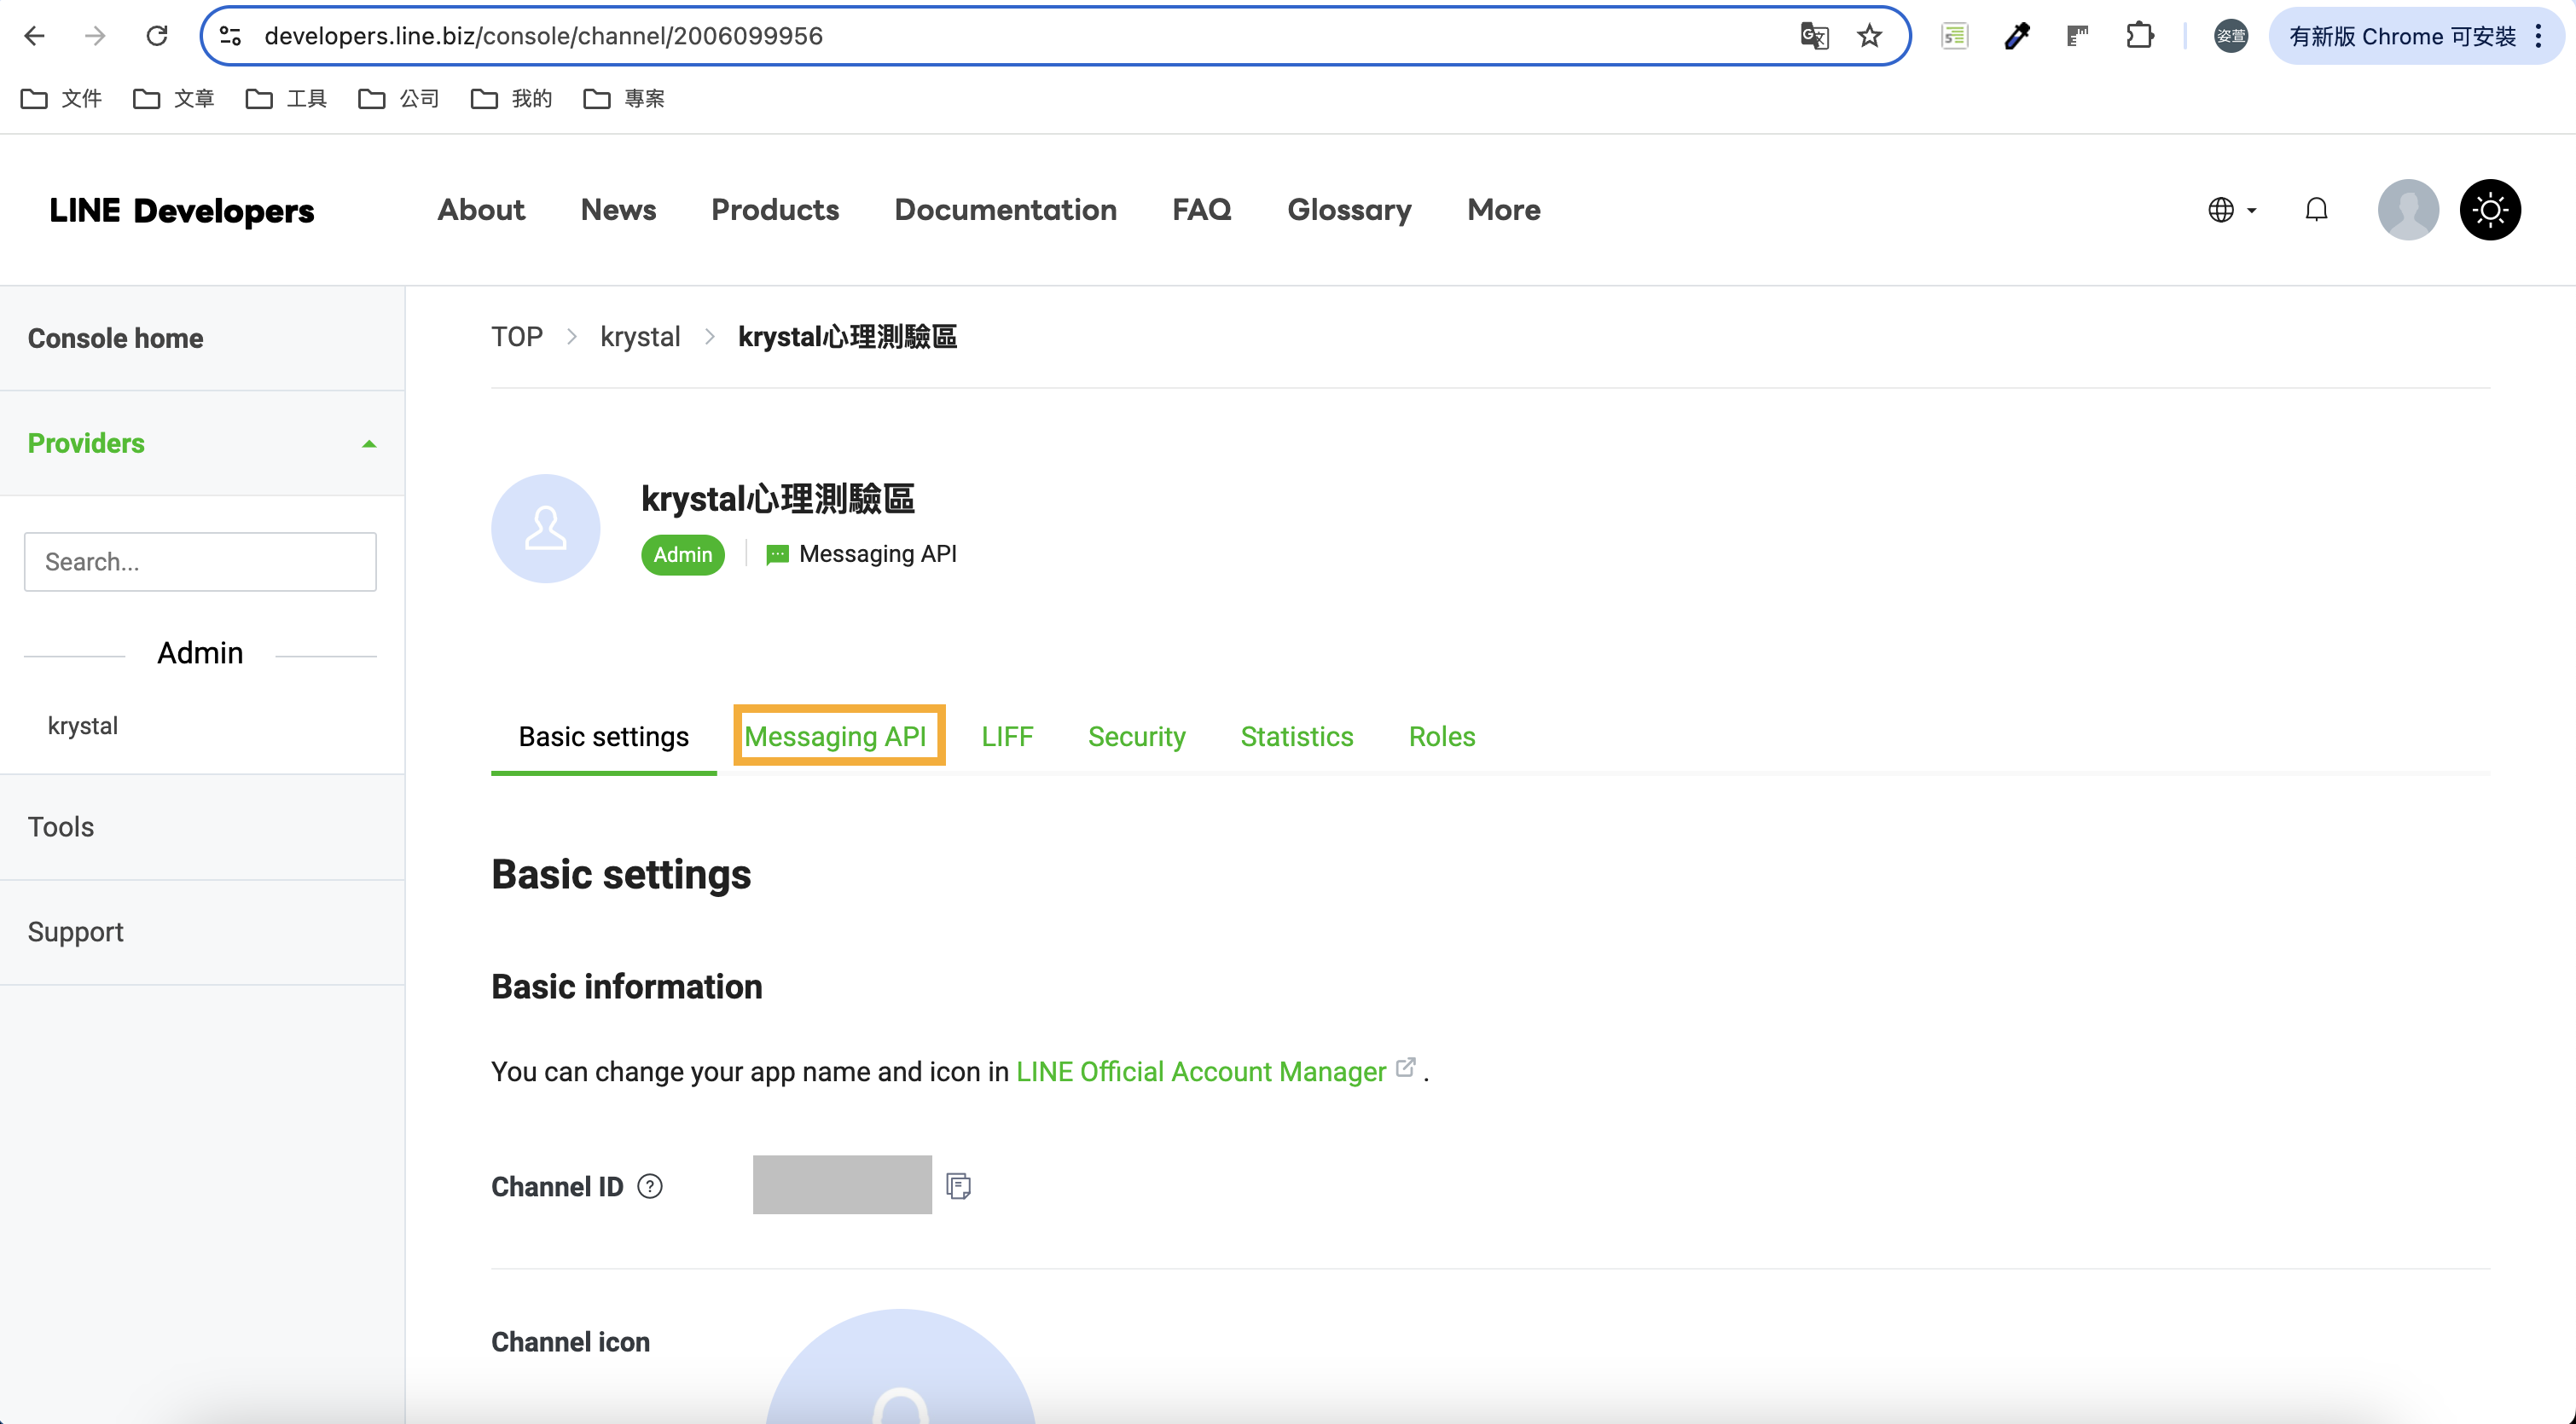 developers.line.biz/console/channel/2006099956
姿萱
有新版 Chrome 可安裝
文件
文章
工具
公司
我的
專案
LINE Developers
About
News
Products
Documentation
FAQ
Glossary
More
Console home
Providers
Search...
Admin
krystal
Tools
Support
TOP > krystal > krystal心理測驗區
krystal心理測驗區
Admin
Messaging API
Basic settings
Messaging API
LIFF
Security
Statistics
Roles
Basic settings
Basic information
You can change your app name and icon in LINE Official Account Manager .
Channel ID ?
Channel icon